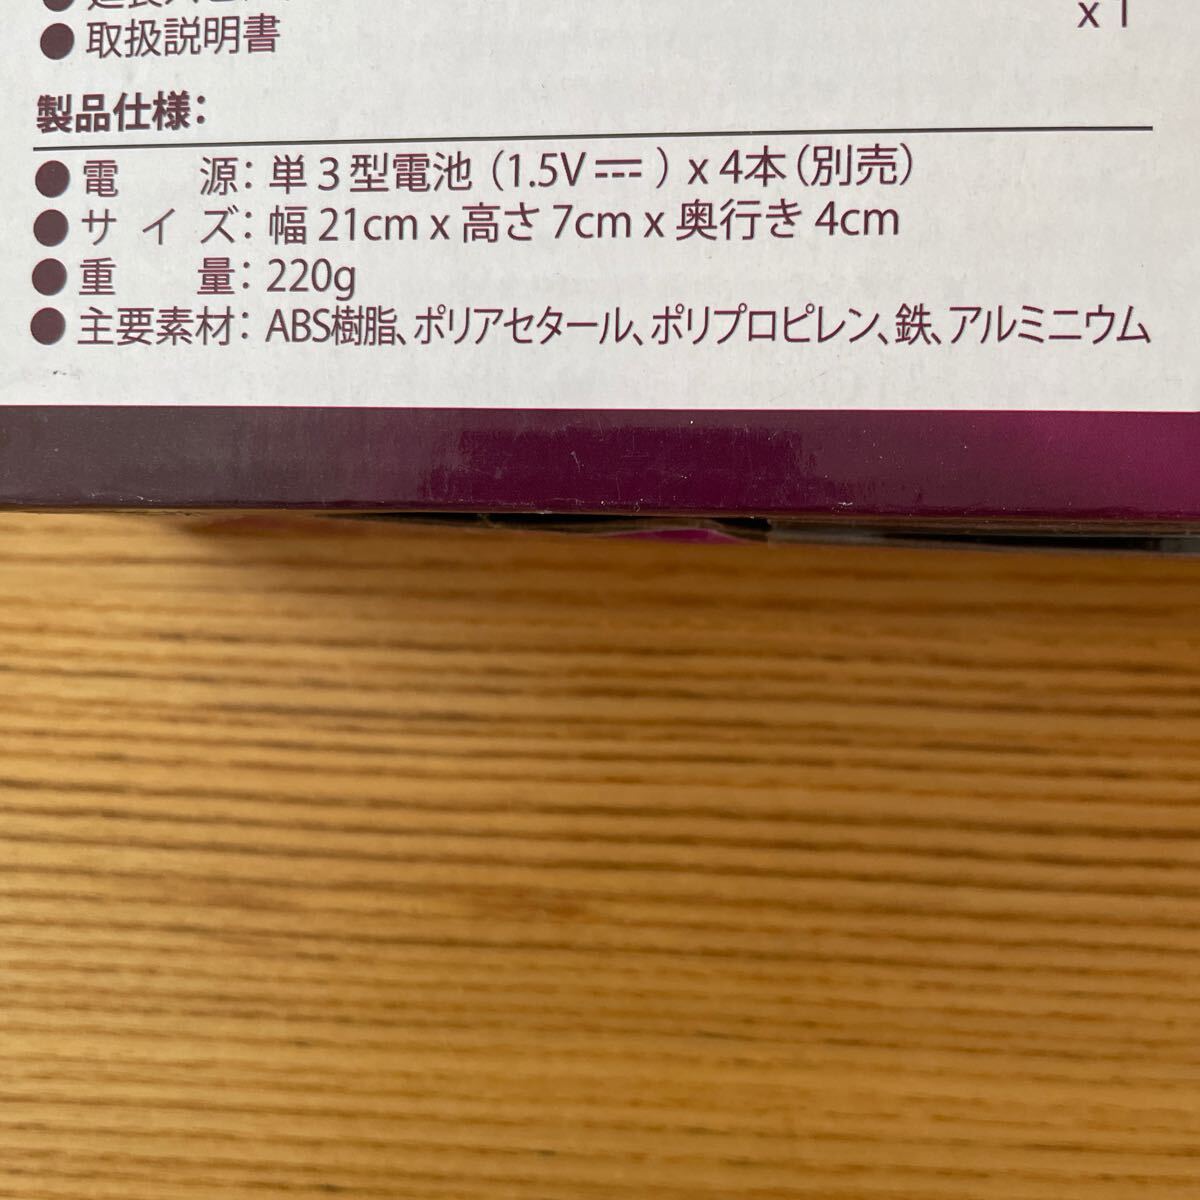 x 1
● 取扱説明書
製品仕様：
● 電　源：単３型電池（1.5V⎓）x 4本（別売）
● サイズ：幅 21cm x 高さ 7cm x 奥行き 4cm
● 重　量：220g
● 主要素材：ABS樹脂、ポリアセタール、ポリプロピレン、鉄、アルミニウム